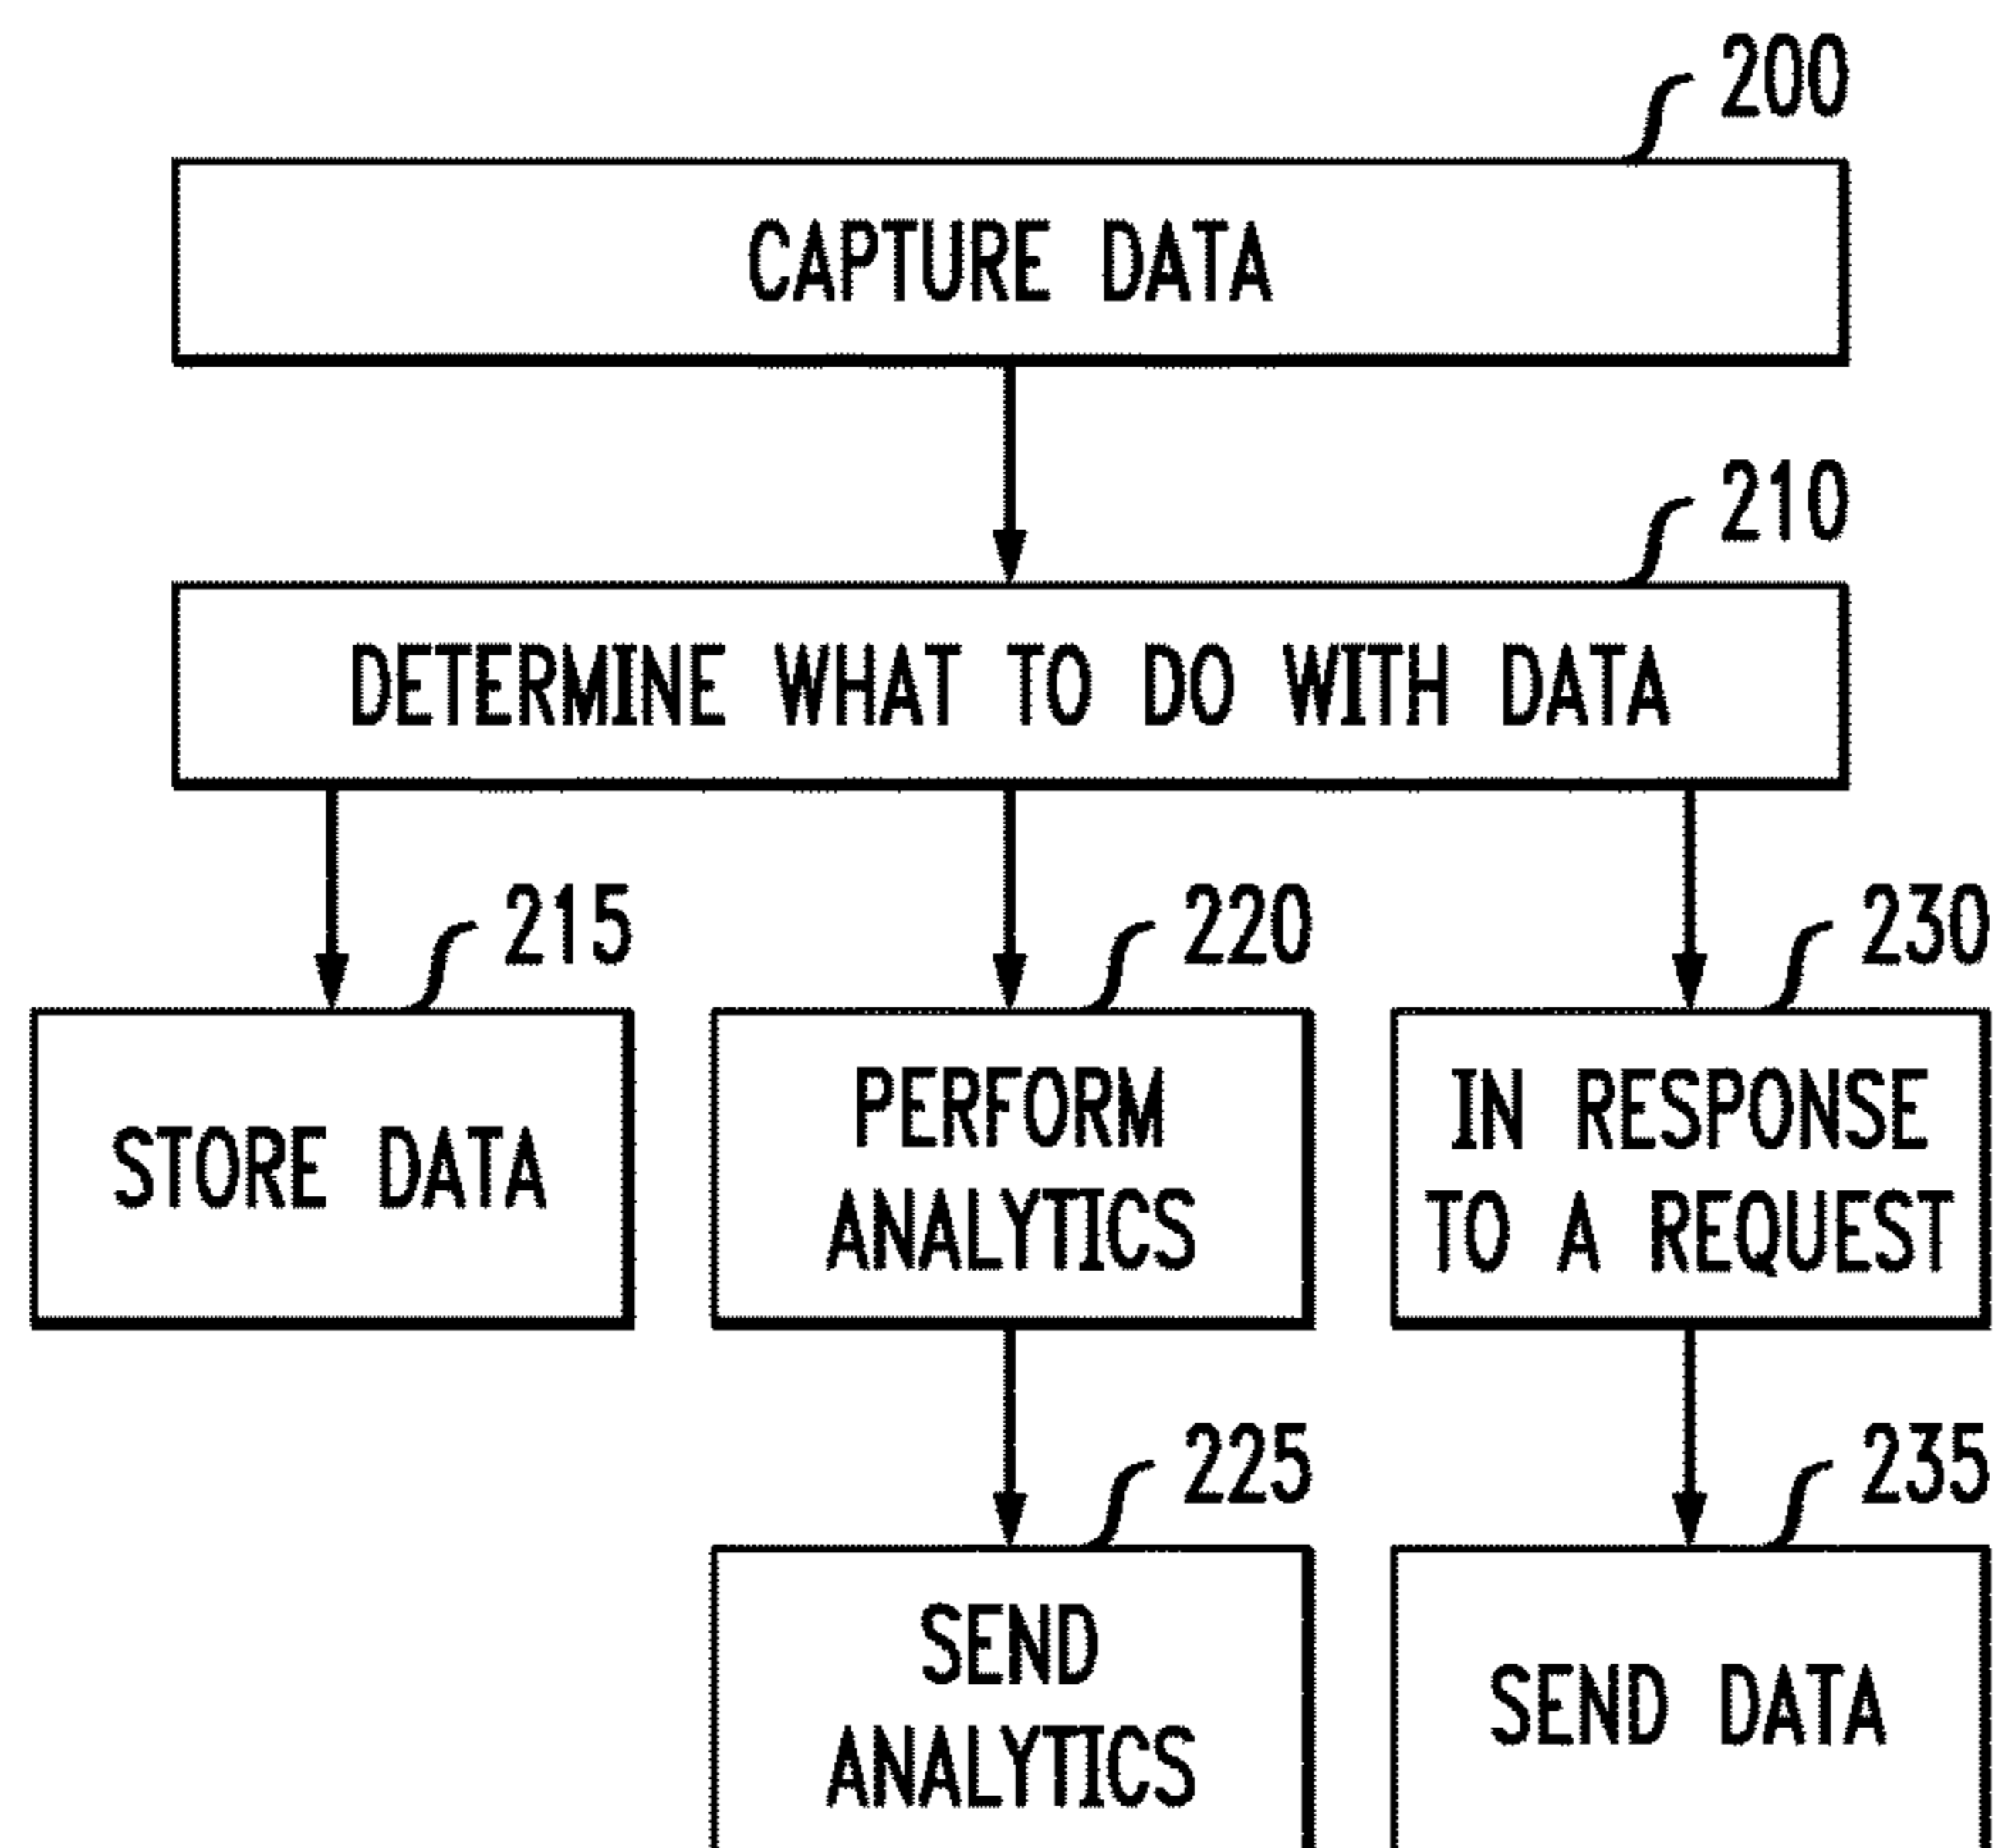 200
CAPTURE DATA
210
DETERMINE WHAT TO DO WITH DATA
215
220
230
STORE DATA
PERFORM
ANALYTICS
IN RESPONSE
TO A REQUEST
225
235
SEND
ANALYTICS
SEND DATA